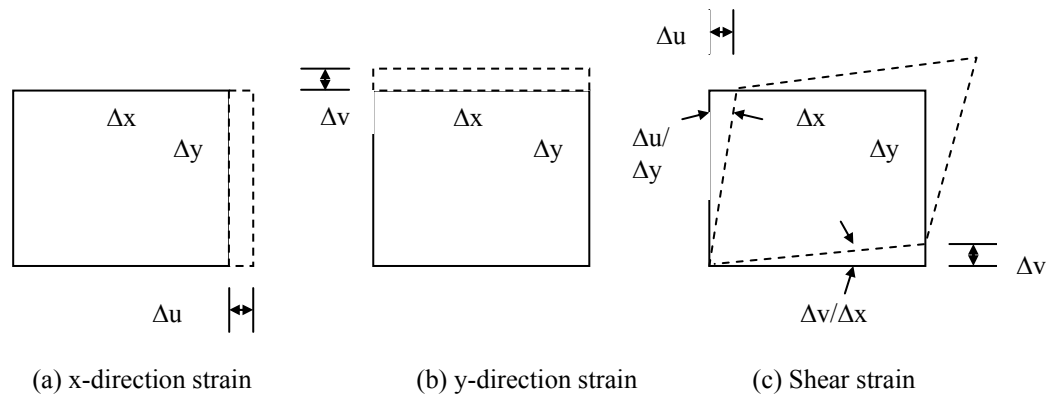 Δx
Δy
Δu
(a) x-direction strain
Δv
Δx
Δy
(b) y-direction strain
Δu
Δu/
Δy
Δx
Δy
Δv
Δv/Δx
(c) Shear strain